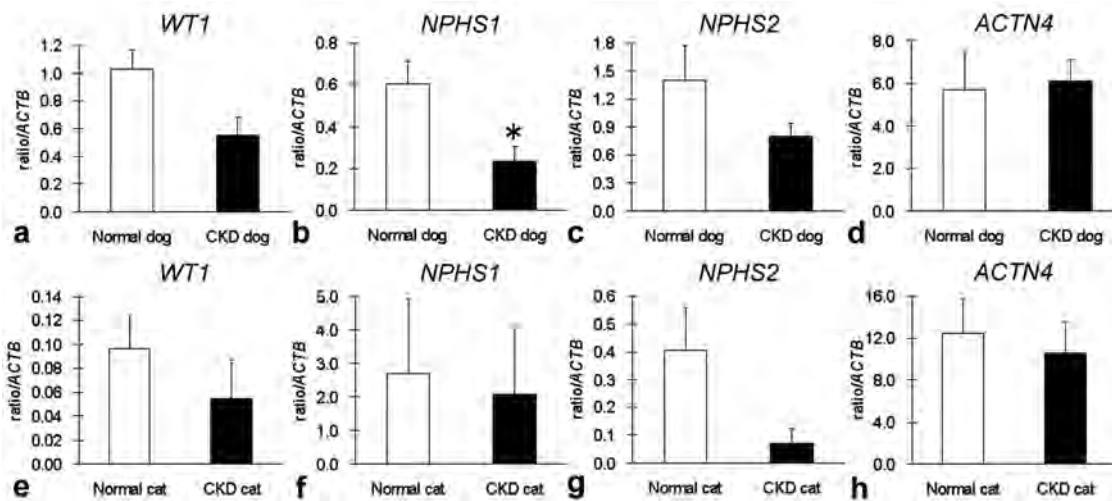 WT1
ratio/ACTB
1.2
1.0
0.8
0.6
0.4
0.2
0.0
a
Normal dog
CKD dog
NPHS1
ratio/ACTB
0.8
0.6
0.4
0.2
0.0
*
b
Normal dog
CKD dog
NPHS2
ratio/ACTB
1.8
1.5
1.2
0.9
0.6
0.3
0.0
c
Normal dog
CKD dog
ACTN4
ratio/ACTB
8.0
6.0
4.0
2.0
0.0
d
Normal dog
CKD dog
WT1
ratio/ACTB
0.14
0.12
0.10
0.08
0.06
0.04
0.02
0.00
e
Normal cat
CKD cat
NPHS1
ratio/ACTB
5.0
4.0
3.0
2.0
1.0
0.0
f
Normal cat
CKD cat
NPHS2
ratio/ACTB
0.6
0.5
0.4
0.3
0.2
0.1
0.0
g
Normal cat
CKD cat
ACTN4
ratio/ACTB
16.0
12.0
8.0
4.0
0.0
h
Normal cat
CKD cat